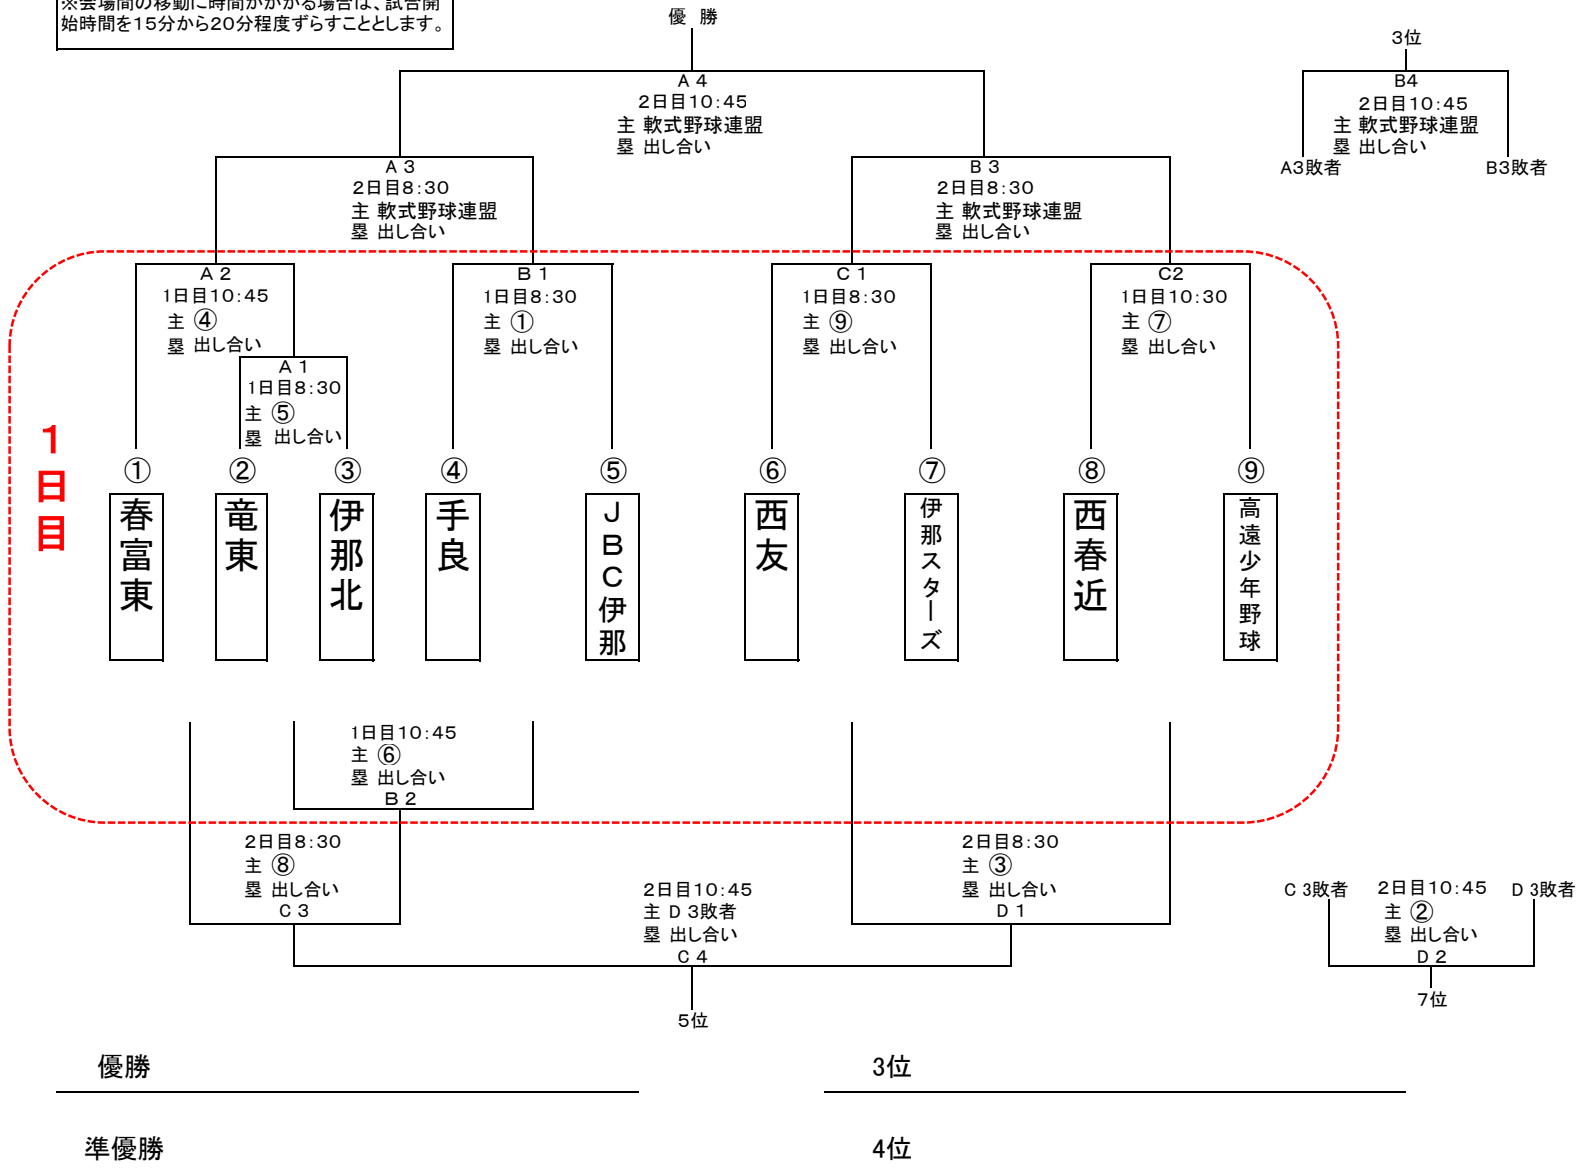 ※会場間の移動に時間がかかる場合は、試合開
始時間を15分から20分程度ずらすこととします。
優 勝
3位
A 4
2日目10:45
主 軟式野球連盟
塁 出し合い
B4
2日目10:45
主 軟式野球連盟
塁 出し合い
A3敗者
B3敗者
A 3
2日目8:30
主 軟式野球連盟
塁 出し合い
B 3
2日目8:30
主 軟式野球連盟
塁 出し合い
A 2
1日目10:45
主 ④
塁 出し合い
B 1
1日目8:30
主 ①
塁 出し合い
C 1
1日目8:30
主 ⑨
塁 出し合い
C2
1日目10:30
主 ⑦
塁 出し合い
A 1
1日目8:30
主 ⑤
塁 出し合い
1日目
① ② ③ ④ ⑤ ⑥ ⑦ ⑧ ⑨
春富東
竜東
伊那北
手良
JBC伊那
西友
伊那スターズ
西春近
高遠少年野球
1日目10:45
主 ⑥
塁 出し合い
B 2
2日目8:30
主 ⑧
塁 出し合い
C 3
2日目8:30
主 ③
塁 出し合い
D 1
2日目10:45
主 D 3敗者
塁 出し合い
C 4
5位
C 3敗者
2日目10:45
D 3敗者
主 ②
塁 出し合い
D 2
7位
優勝
3位
準優勝
4位